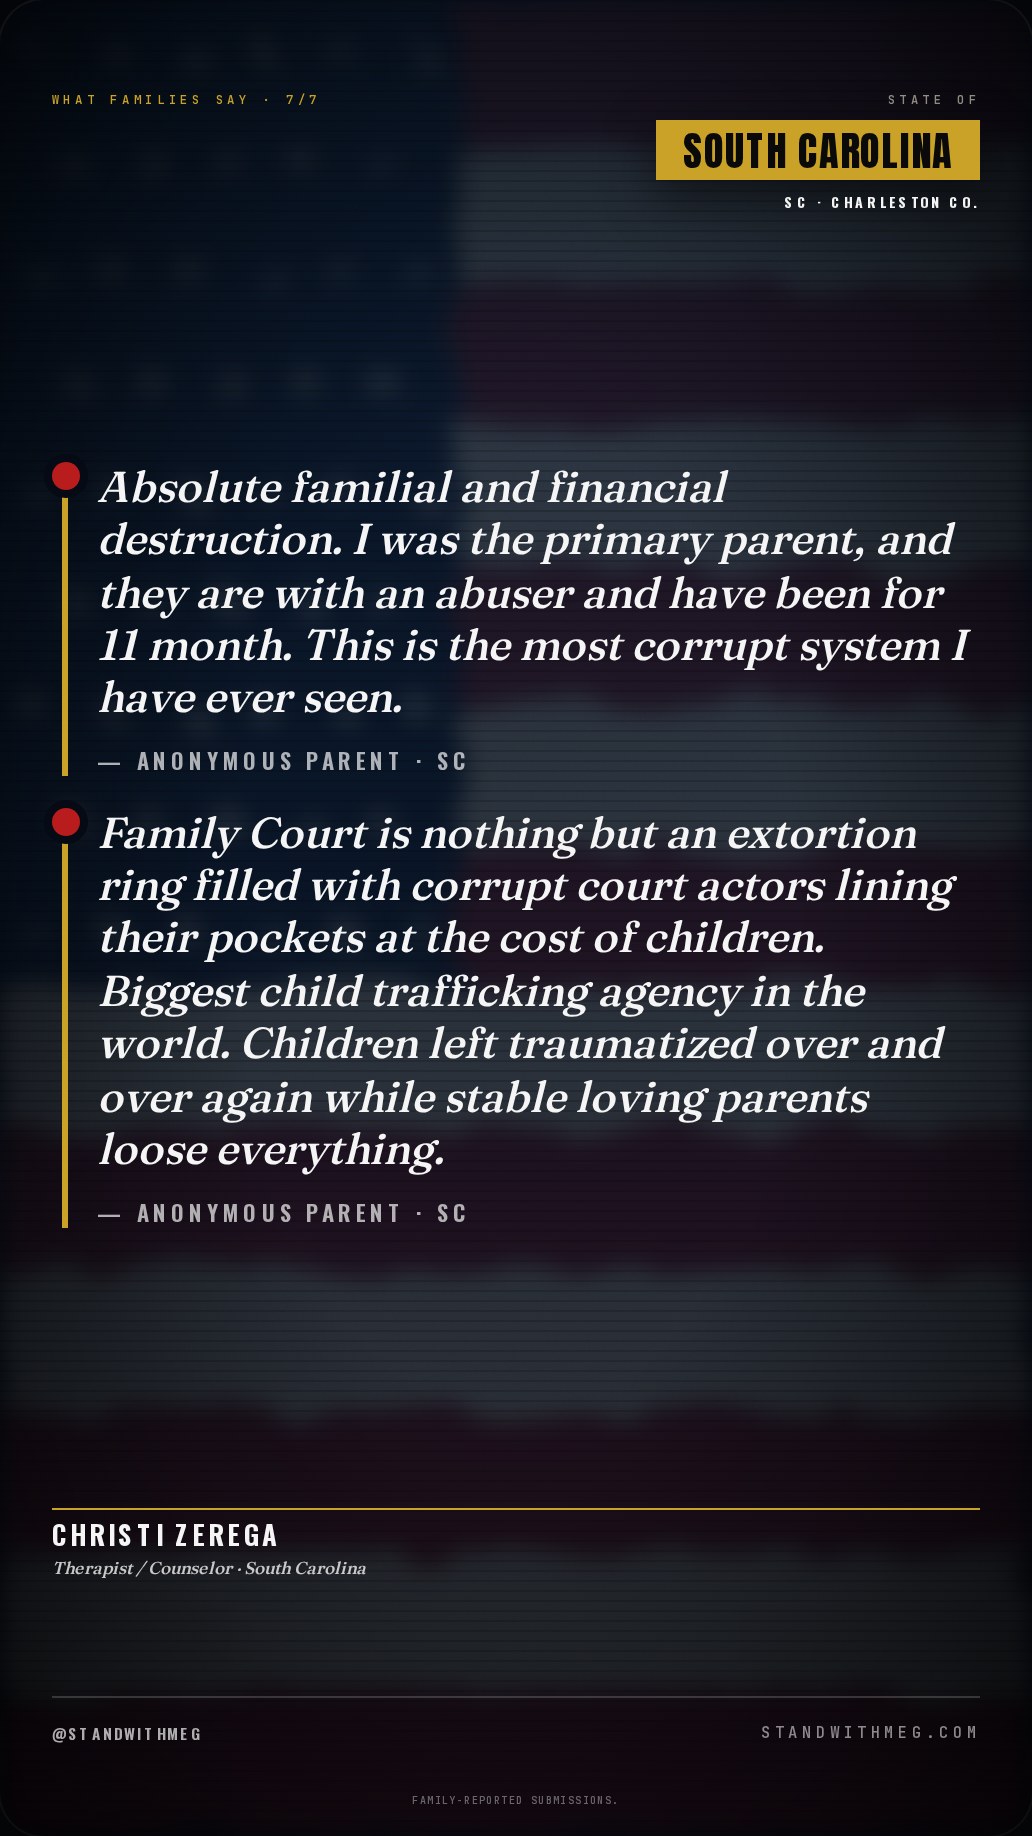 WHAT FAMILIES SAY · 7/7
STATE OF
SOUTH CAROLINA
SC · CHARLESTON CO.
Absolute familial and financial
destruction. I was the primary parent, and
they are with an abuser and have been for
11 month. This is the most corrupt system I
have ever seen.
— ANONYMOUS PARENT · SC
Family Court is nothing but an extortion
ring filled with corrupt court actors lining
their pockets at the cost of children.
Biggest child trafficking agency in the
world. Children left traumatized over and
over again while stable loving parents
loose everything.
— ANONYMOUS PARENT · SC
CHRISTI ZEREGA
Therapist / Counselor · South Carolina
@STANDWITHMEG
STANDWITHMEG.COM
FAMILY-REPORTED SUBMISSIONS.